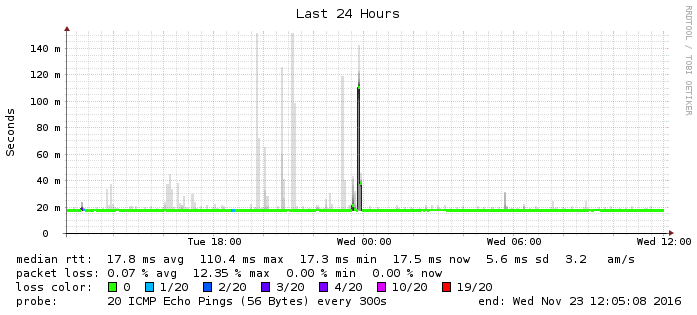 Last 24 Hours
RRDTOOL / TOBI OETIKER
Seconds
140 m
120 m
100 m
80 m
60 m
40 m
20 m
0
Tue 18:00 Wed 00:00 Wed 06:00 Wed 12:00
median rtt: 17.8 ms avg 110.4 ms max 17.3 ms min 17.5 ms now 5.6 ms sd 3.2 am/s
packet loss: 0.07 % avg 12.35 % max 0.00 % min 0.00 % now
loss color: 0 1/20 2/20 3/20 4/20 10/20 19/20
probe: 20 ICMP Echo Pings (56 Bytes) every 300s end: Wed Nov 23 12:05:08 2016